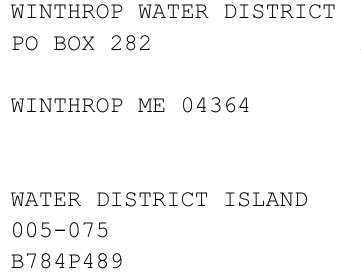 WINTHROP WATER DISTRICT
PO BOX 282
WINTHROP ME 04364
WATER DISTRICT ISLAND
005-075
B784P489